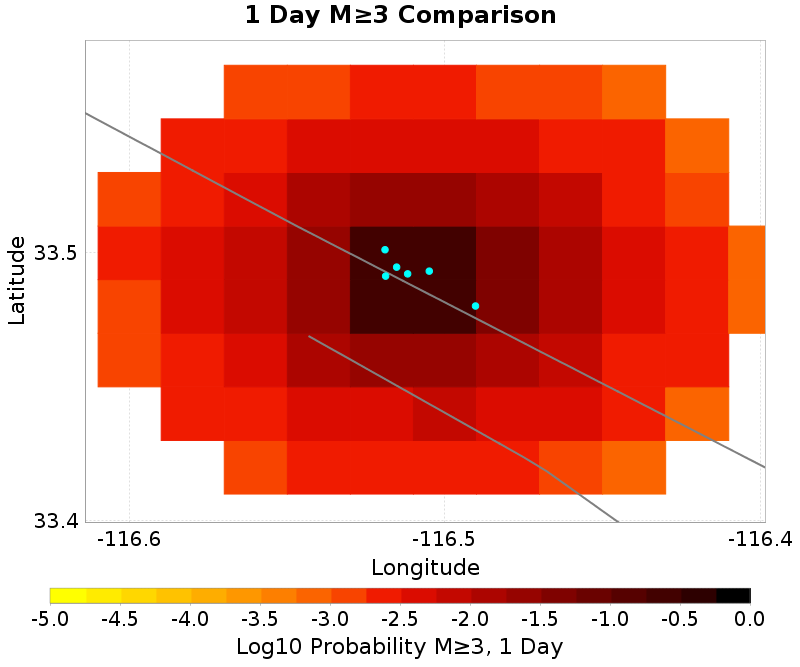 1 Day M≥3 Comparison
Latitude
33.5
33.4
-116.6 -116.5 -116.4
Longitude
-5.0 -4.5 -4.0 -3.5 -3.0 -2.5 -2.0 -1.5 -1.0 -0.5 0.0
Log10 Probability M≥3, 1 Day